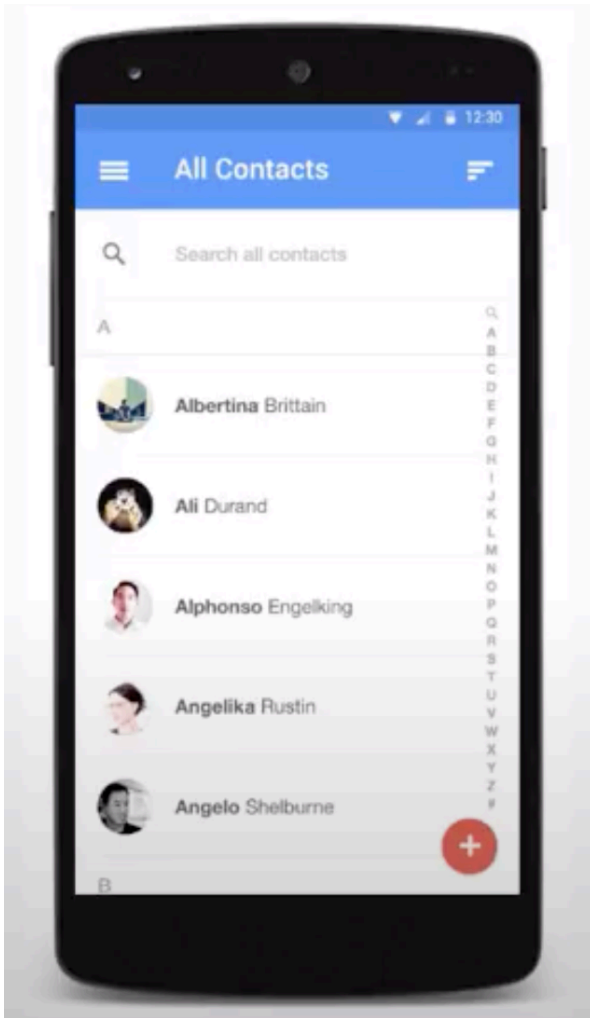 12:30
All Contacts
Search all contacts
A
Albertina Brittain
Ali Durand
Alphonso Engelking
Angelika Rustin
Angelo Shelburne
B
A
B
C
D
E
F
G
H
I
J
K
L
M
N
O
P
Q
R
S
T
U
V
W
X
Y
Z
#